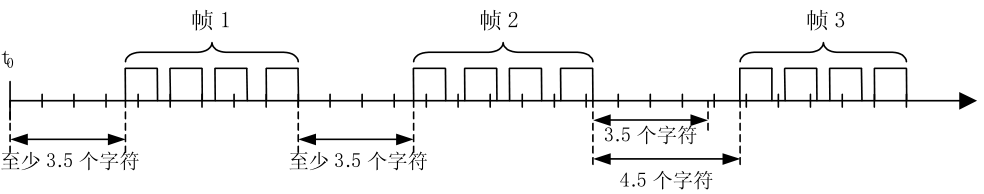 帧 1
帧 2
帧 3
t0
至少 3.5 个字符
至少 3.5 个字符
3.5 个字符
4.5 个字符